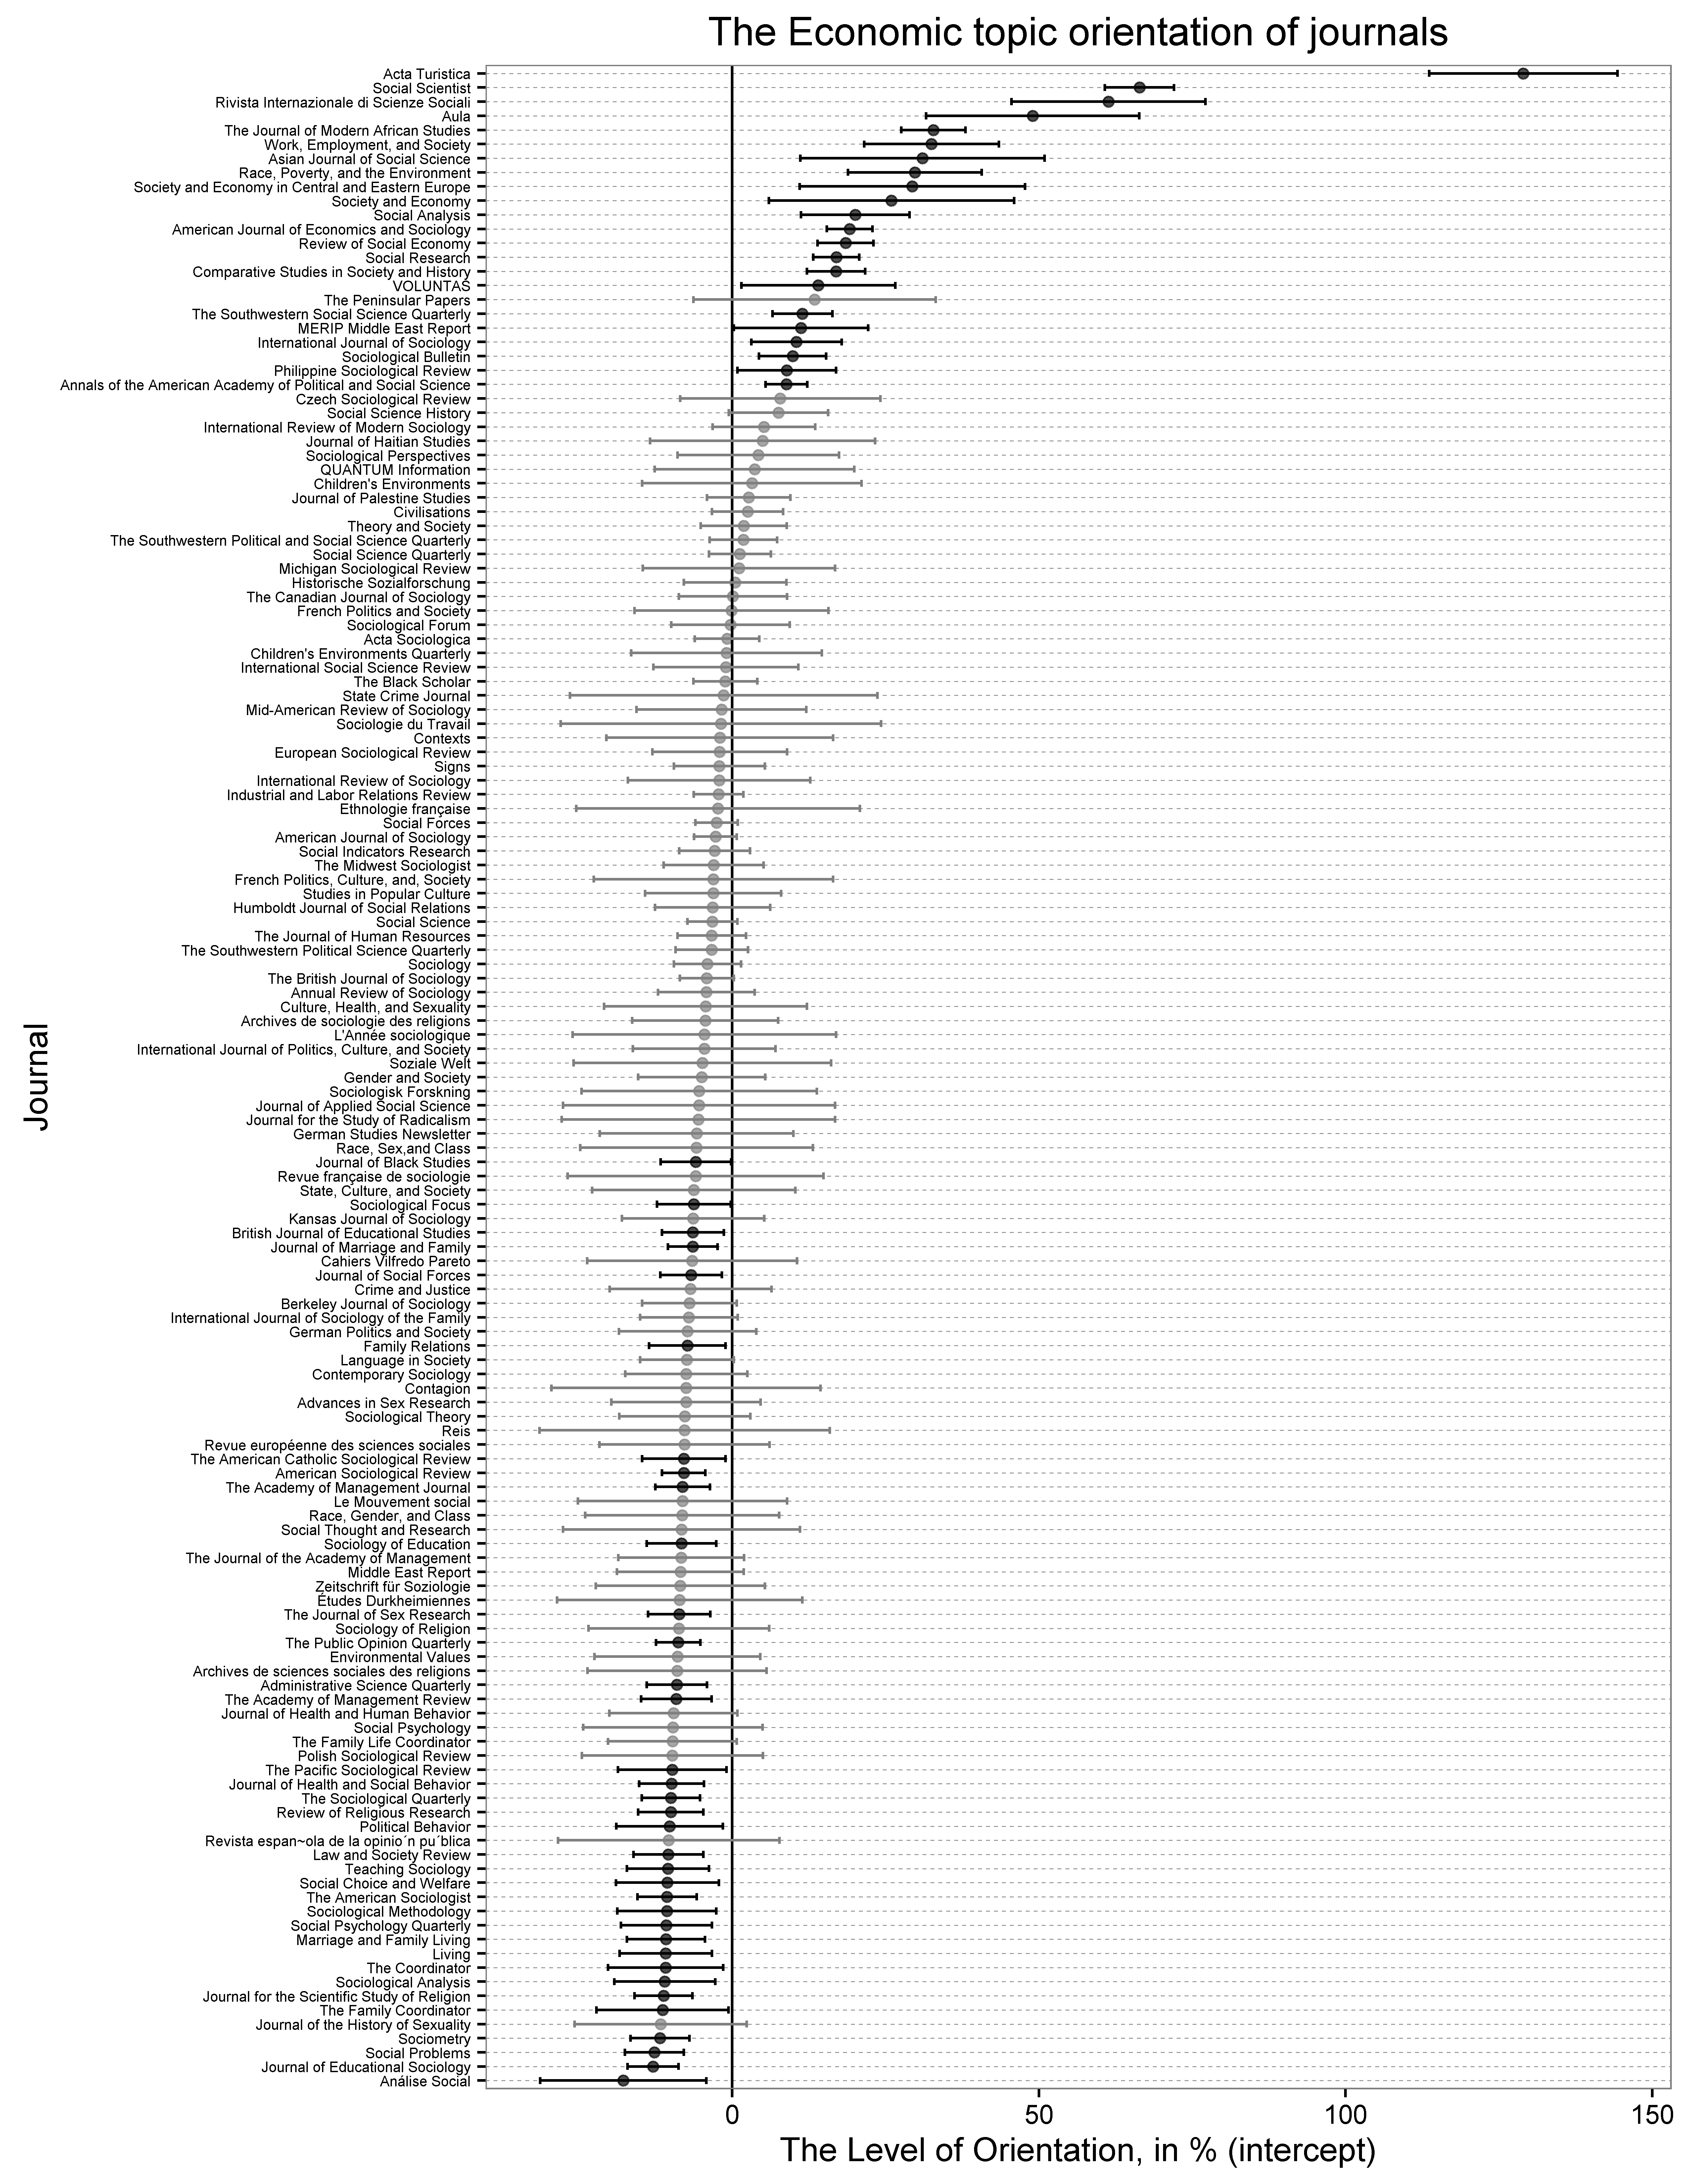 The Economic topic orientation of journals
Acta Turistica
Social Scientist
Rivista Internazionale di Scienze Sociali
Aula
The Journal of Modern African Studies
Work, Employment, and Society
Asian Journal of Social Science
Race, Poverty, and the Environment
Society and Economy in Central and Eastern Europe
Society and Economy
Social Analysis
American Journal of Economics and Sociology
Review of Social Economy
Social Research
Comparative Studies in Society and History
VOLUNTAS
The Peninsular Papers
The Southwestern Social Science Quarterly
MERIP Middle East Report
International Journal of Sociology
Sociological Bulletin
Philippine Sociological Review
Annals of the American Academy of Political and Social Science
Czech Sociological Review
Social Science History
International Review of Modern Sociology
Journal of Haitian Studies
Sociological Perspectives
QUANTUM Information
Children's Environments
Journal of Palestine Studies
Civilisations
Theory and Society
The Southwestern Political and Social Science Quarterly
Social Science Quarterly
Michigan Sociological Review
Historische Sozialforschung
The Canadian Journal of Sociology
French Politics and Society
Sociological Forum
Acta Sociologica
Children's Environments Quarterly
International Social Science Review
The Black Scholar
State Crime Journal
Mid-American Review of Sociology
Sociologie du Travail
Contexts
European Sociological Review
Signs
International Review of Sociology
Industrial and Labor Relations Review
Ethnologie française
Social Forces
American Journal of Sociology
Social Indicators Research
The Midwest Sociologist
French Politics, Culture, and, Society
Studies in Popular Culture
Humboldt Journal of Social Relations
Social Science
The Journal of Human Resources
The Southwestern Political Science Quarterly
Sociology
The British Journal of Sociology
Annual Review of Sociology
Culture, Health, and Sexuality
Archives de sociologie des religions
L'Année sociologique
International Journal of Politics, Culture, and Society
Soziale Welt
Gender and Society
Sociologisk Forskning
Journal of Applied Social Science
Journal for the Study of Radicalism
German Studies Newsletter
Race, Sex,and Class
Journal of Black Studies
Revue française de sociologie
State, Culture, and Society
Sociological Focus
Kansas Journal of Sociology
British Journal of Educational Studies
Journal of Marriage and Family
Cahiers Vilfredo Pareto
Journal of Social Forces
Crime and Justice
Berkeley Journal of Sociology
International Journal of Sociology of the Family
German Politics and Society
Family Relations
Language in Society
Contemporary Sociology
Contagion
Advances in Sex Research
Sociological Theory
Reis
Revue européenne des sciences sociales
The American Catholic Sociological Review
American Sociological Review
The Academy of Management Journal
Le Mouvement social
Race, Gender, and Class
Social Thought and Research
Sociology of Education
The Journal of the Academy of Management
Middle East Report
Zeitschrift für Soziologie
Études Durkheimiennes
The Journal of Sex Research
Sociology of Religion
The Public Opinion Quarterly
Environmental Values
Archives de sciences sociales des religions
Administrative Science Quarterly
The Academy of Management Review
Journal of Health and Human Behavior
Social Psychology
The Family Life Coordinator
Polish Sociological Review
The Pacific Sociological Review
Journal of Health and Social Behavior
The Sociological Quarterly
Review of Religious Research
Political Behavior
Revista espan~ola de la opinio´n pu´blica
Law and Society Review
Teaching Sociology
Social Choice and Welfare
The American Sociologist
Sociological Methodology
Social Psychology Quarterly
Marriage and Family Living
Living
The Coordinator
Sociological Analysis
Journal for the Scientific Study of Religion
The Family Coordinator
Journal of the History of Sexuality
Sociometry
Social Problems
Journal of Educational Sociology
Análise Social
Journal
0 50 100 150
The Level of Orientation, in % (intercept)